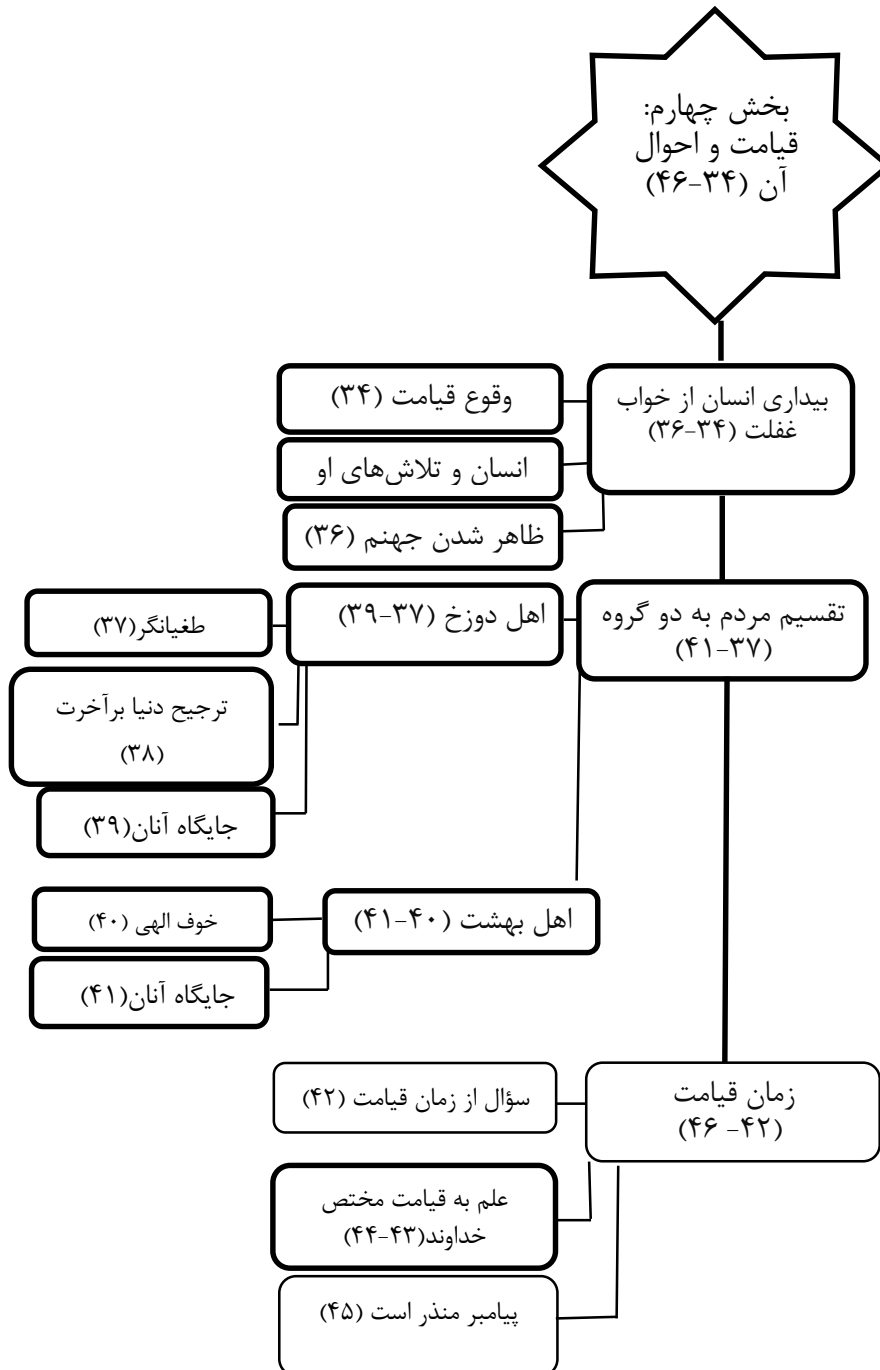 بخش چهارم:
قیامت و احوال
آن (۳۴-۴۶)
بیداری انسان از خواب
غفلت (۳۴-۳۶)
وقوع قیامت (۳۴)
انسان و تلاش‌های او
ظاهر شدن جهنم (۳۶)
تقسیم مردم به دو گروه
(۳۷-۴۱)
اهل دوزخ (۳۷-۳۹)
طغیانگر(۳۷)
ترجیح دنیا برآخرت
(۳۸)
جایگاه آنان(۳۹)
اهل بهشت (۴۰-۴۱)
خوف الهی (۴۰)
جایگاه آنان(۴۱)
زمان قیامت
(۴۲- ۴۶)
سؤال از زمان قیامت (۴۲)
علم به قیامت مختص
خداوند(۴۳-۴۴)
پیامبر منذر است (۴۵)